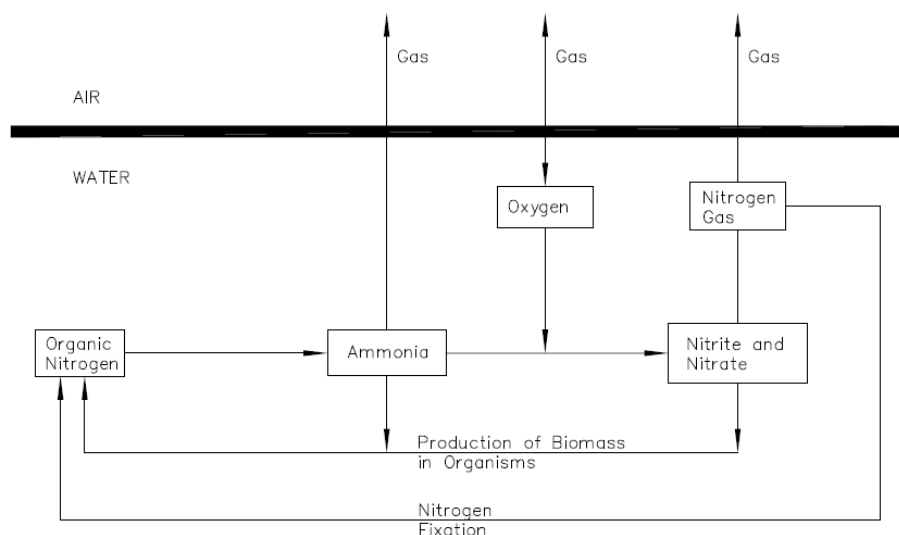 Gas
Gas
Gas
AIR
WATER
Oxygen
Nitrogen
Gas
Organic
Nitrogen
Ammonia
Nitrite and
Nitrate
Production of Biomass
in Organisms
Nitrogen
Fixation